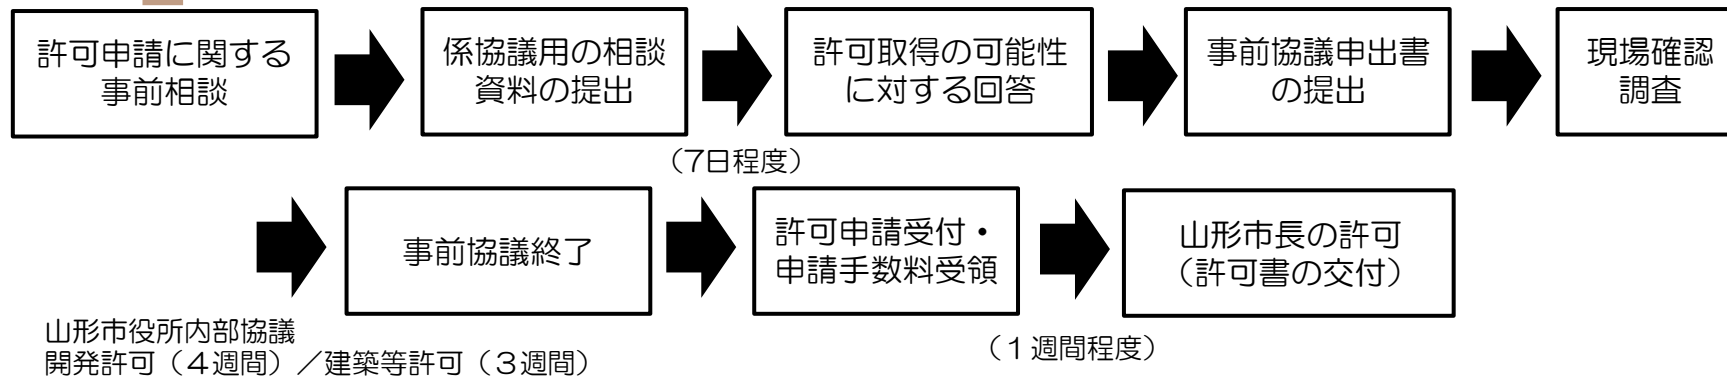 許可申請に関する
事前相談
係協議用の相談
資料の提出
許可取得の可能性
に対する回答
事前協議申出書
の提出
現場確認
調査
（7日程度）
事前協議終了
許可申請受付・
申請手数料受領
山形市長の許可
（許可書の交付）
山形市役所内部協議
開発許可（４週間）／建築等許可（３週間）
（１週間程度）